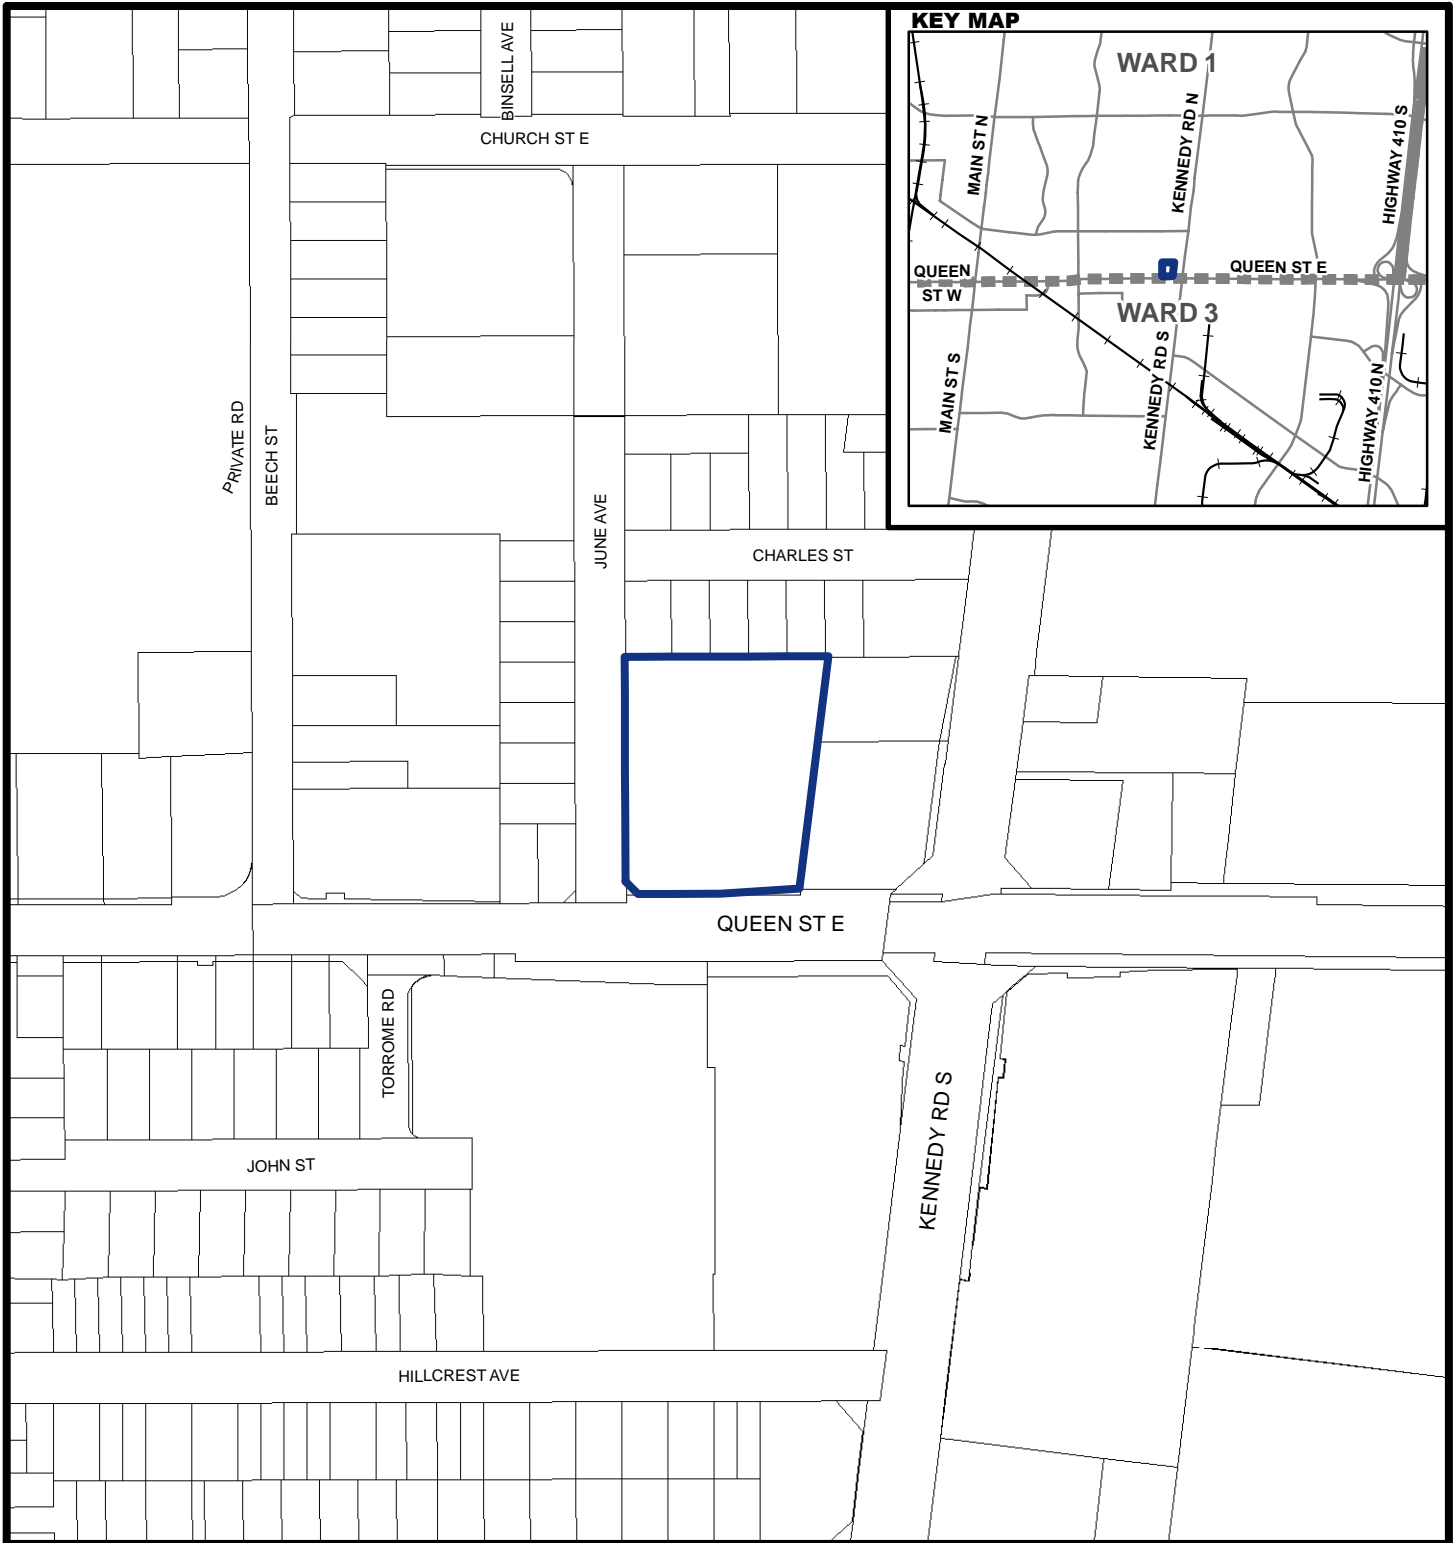 KEY MAP
WARD 1
MAIN ST N
KENNEDY RD N
HIGHWAY 410 S
QUEEN
ST W
QUEEN ST E
WARD 3
MAIN ST S
KENNEDY RD S
HIGHWAY 410 N
BINSELL AVE
CHURCH ST E
PRIVATE RD
BEECH ST
JUNE AVE
CHARLES ST
QUEEN ST E
TORROME RD
KENNEDY RD S
JOHN ST
HILLCREST AVE